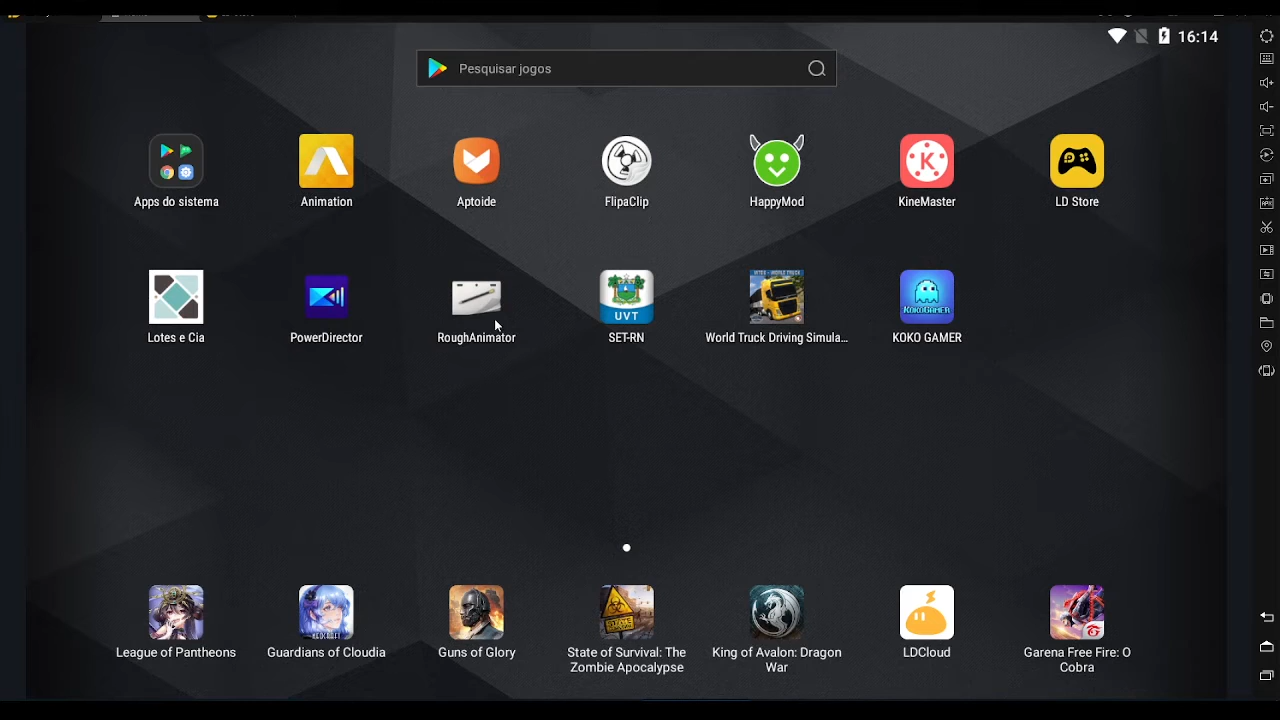 16:14
Pesquisar jogos
Apps do sistema
Animation
Aptoide
FlipaClip
HappyMod
KineMaster
LD Store
Lotes e Cia
PowerDirector
RoughAnimator
UVT
SET-RN
World Truck Driving Simula...
KOKO GAMER
KOKO GAMER
League of Pantheons
Guardians of Cloudia
Guns of Glory
State of Survival: The
Zombie Apocalypse
King of Avalon: Dragon
War
LDCloud
Garena Free Fire: O
Cobra